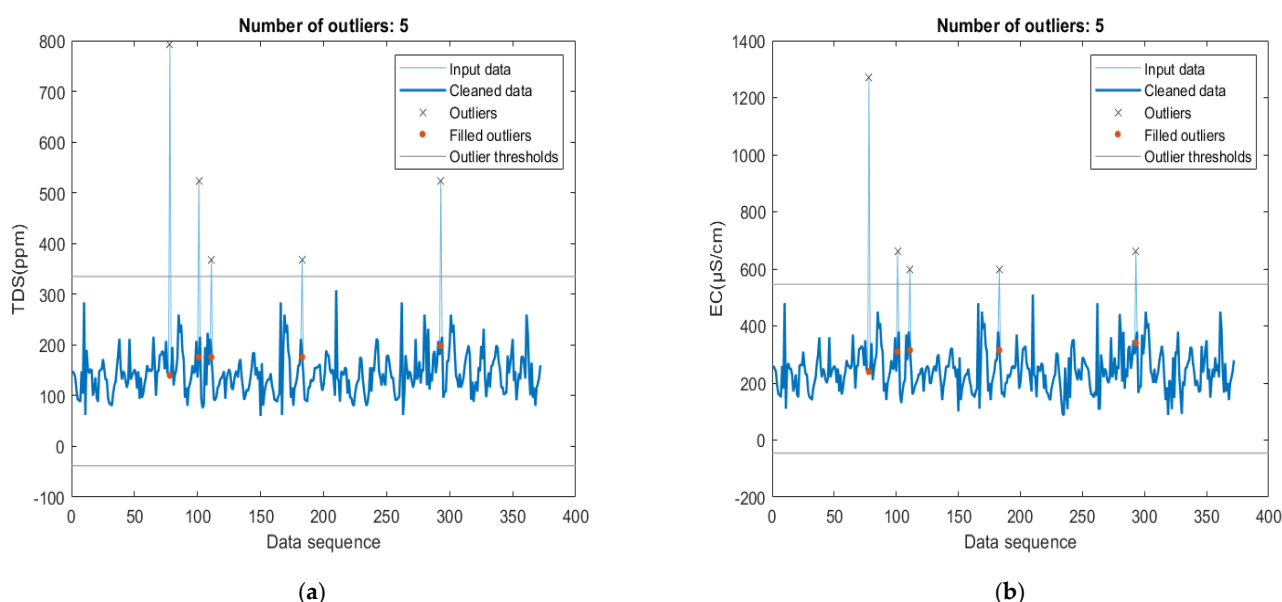 Number of outliers: 5
800
700
600
500
400
300
200
100
0
-100
TDS(ppm)
0 50 100 150 200 250 300 350 400
Data sequence
Input data
Cleaned data
Outliers
Filled outliers
Outlier thresholds
(a)
Number of outliers: 5
1400
1200
1000
800
600
400
200
0
-200
EC(µS/cm)
0 50 100 150 200 250 300 350 400
Data sequence
Input data
Cleaned data
Outliers
Filled outliers
Outlier thresholds
(b)